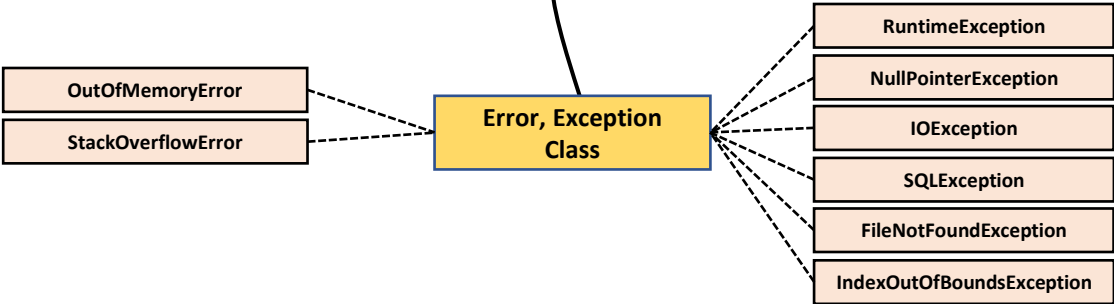 OutOfMemoryError
StackOverflowError
Error, Exception
Class
RuntimeException
NullPointerException
IOException
SQLException
FileNotFoundException
IndexOutOfBoundsException